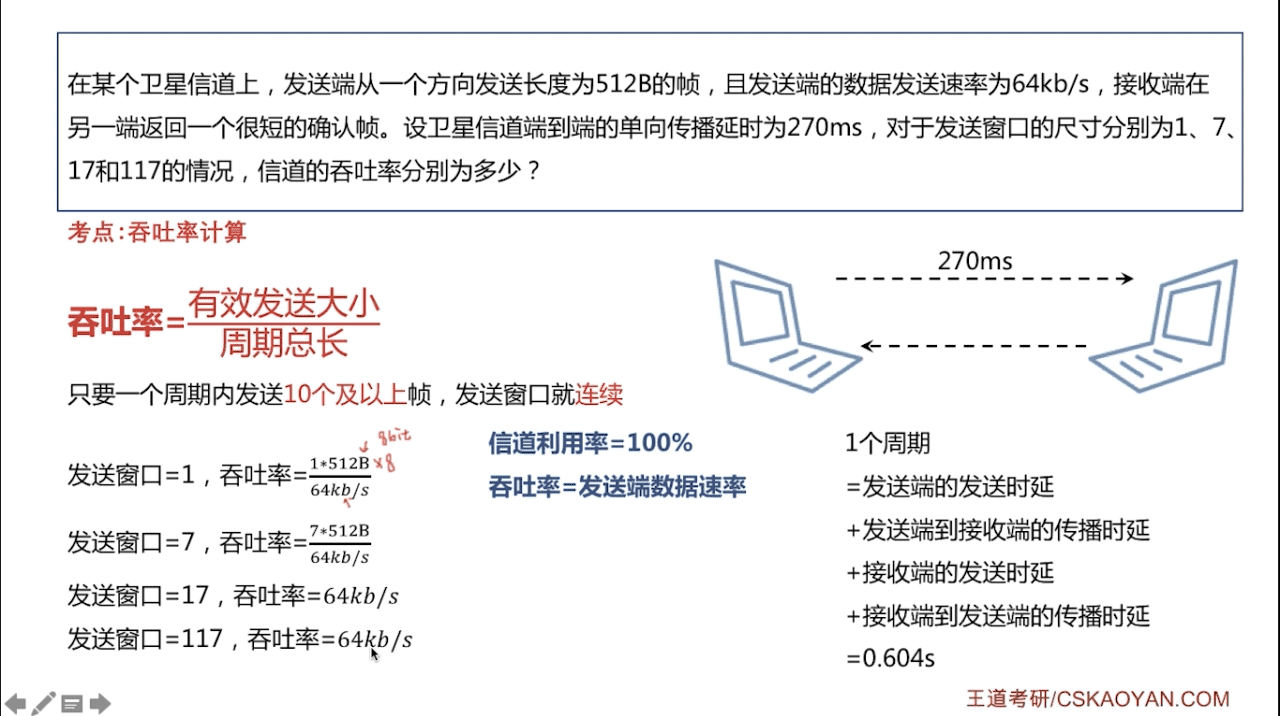 在某个卫星信道上，发送端从一个方向发送长度为512B的帧，且发送端的数据发送速率为64kb/s，接收端在
另一端返回一个很短的确认帧。设卫星信道端到端的单向传播延时为270ms，对于发送窗口的尺寸分别为1、7、
17和117的情况，信道的吞吐率分别为多少？
考点:吞吐率计算
270ms
吞吐率=有效发送大小/周期总长
只要一个周期内发送10个及以上帧，发送窗口就连续
8bit
发送窗口=1，吞吐率=1*512B/64kb/s ×8
发送窗口=7，吞吐率=7*512B/64kb/s
发送窗口=17，吞吐率=64kb/s
发送窗口=117，吞吐率=64kb/s
信道利用率=100%
吞吐率=发送端数据速率
1个周期
=发送端的发送时延
+发送端到接收端的传播时延
+接收端的发送时延
+接收端到发送端的传播时延
=0.604s
王道考研/CSKAOYAN.COM